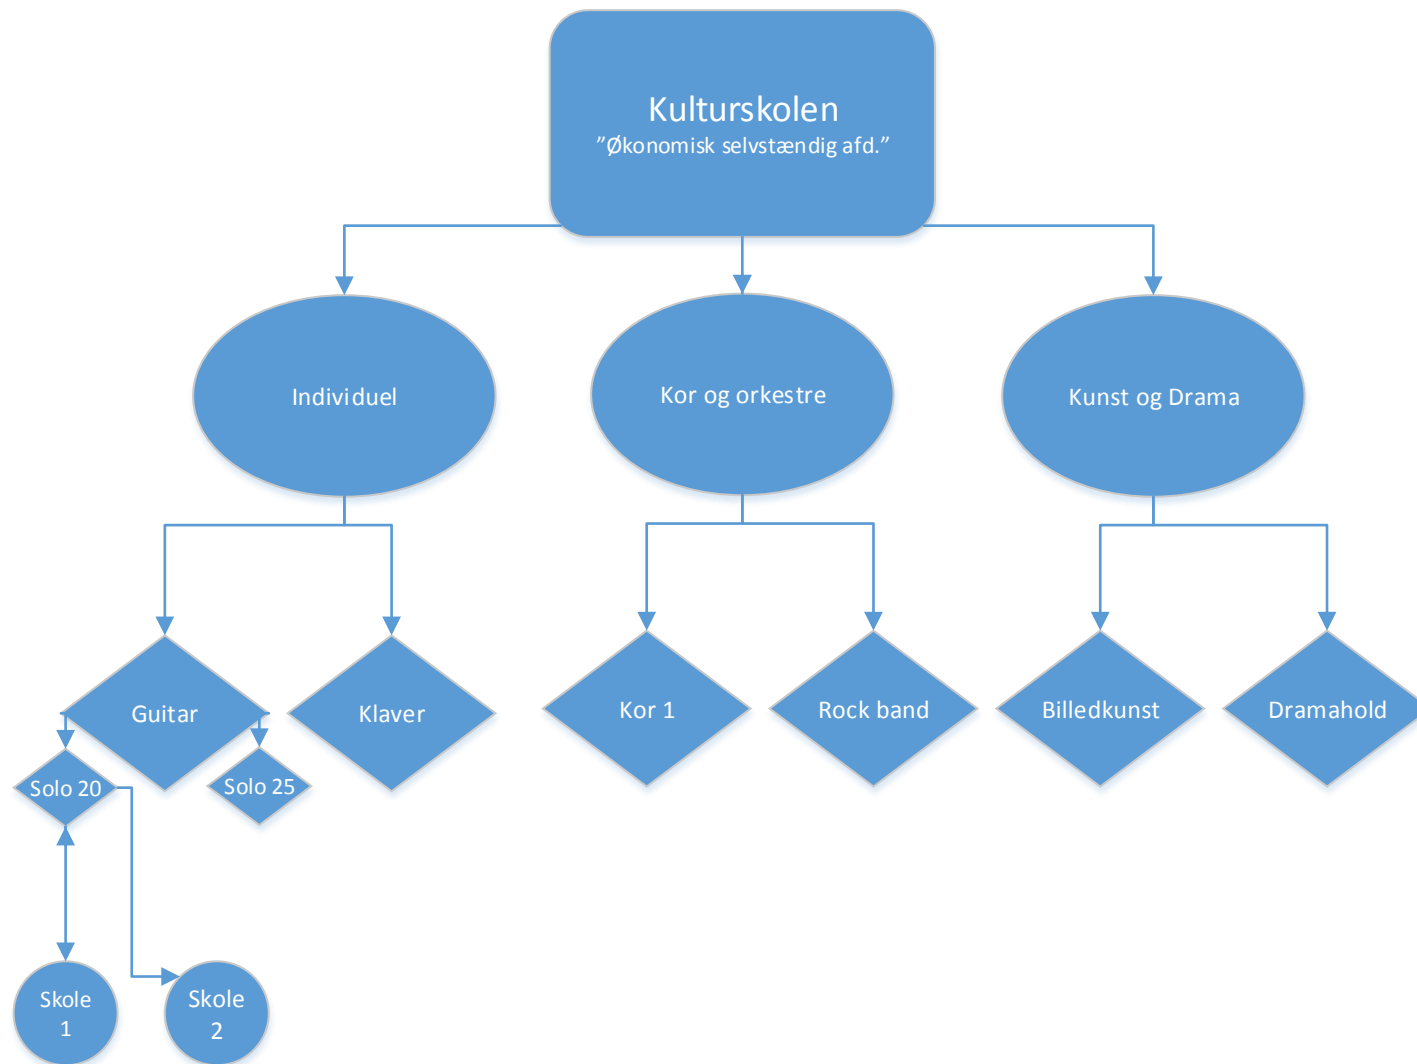 Kulturskolen
”Økonomisk selvstændig afd.”
Individuel
Kor og orkestre
Kunst og Drama
Guitar
Klaver
Kor 1
Rock band
Billedkunst
Dramahold
Solo 20
Solo 25
Skole
1
Skole
2